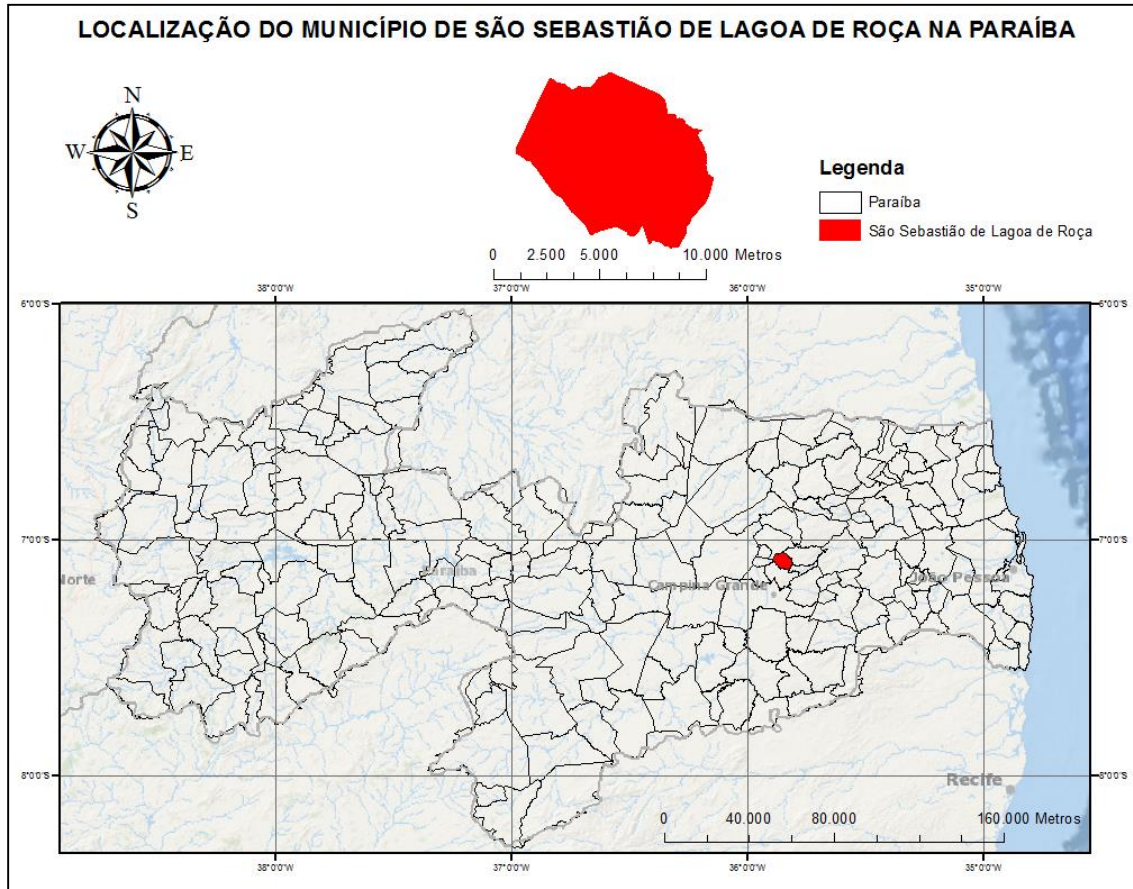 LOCALIZAÇÃO DO MUNICÍPIO DE SÃO SEBASTIÃO DE LAGOA DE ROÇA NA PARAÍBA
N
W E
S
Legenda
Paraíba
São Sebastião de Lagoa de Roça
0 2.500 5.000 10.000 Metros
38°0'0"W 37°0'0"W 36°0'0"W 35°0'0"W
6°0'0"S 6°0'0"S
7°0'0"S 7°0'0"S
Norte Paraíba Campina Grande João Pessoa
8°0'0"S 8°0'0"S
Recife
0 40.000 80.000 160.000 Metros
38°0'0"W 37°0'0"W 36°0'0"W 35°0'0"W